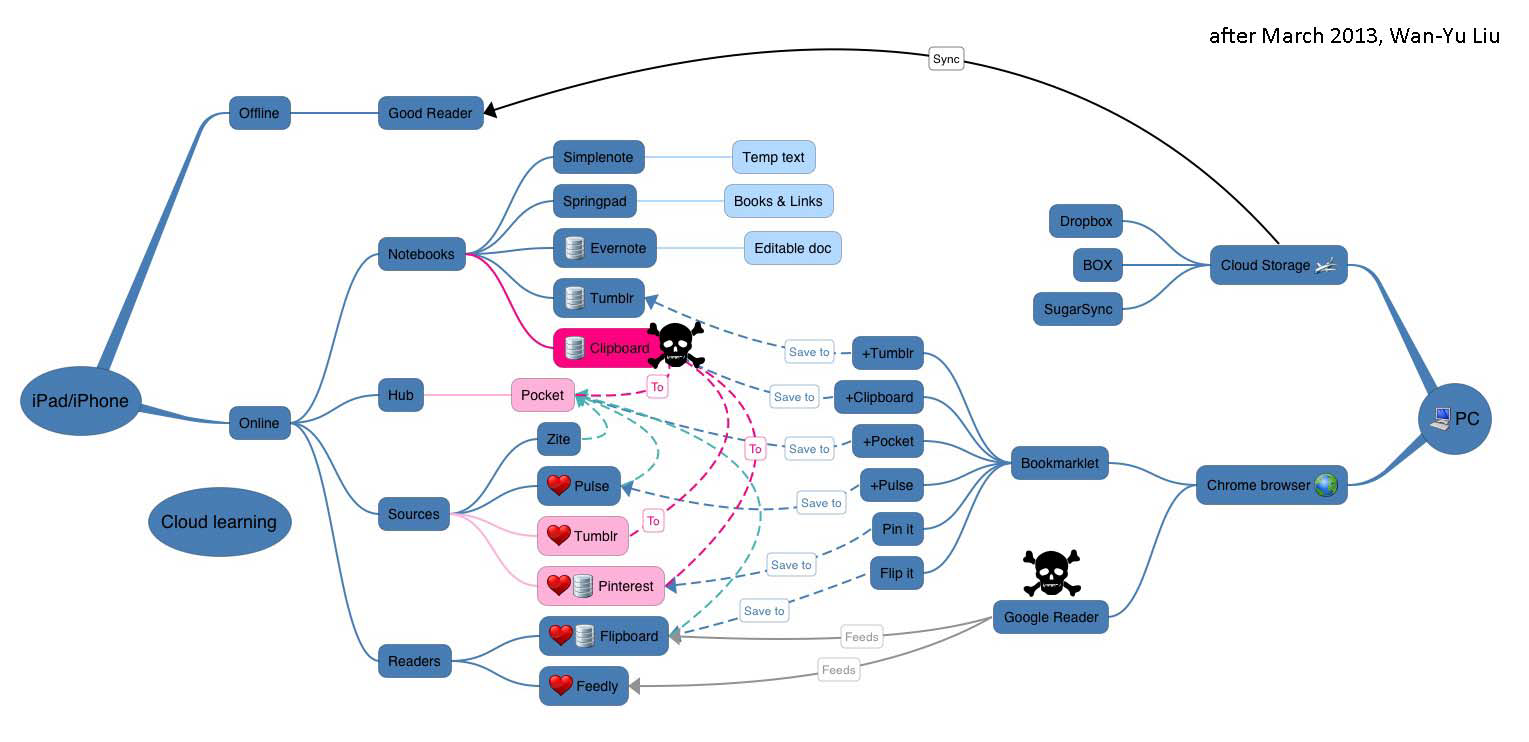 after March 2013, Wan-Yu Liu
Sync
Offline
Good Reader
Simplenote
Temp text
Springpad
Books & Links
Dropbox
Notebooks
Evernote
Editable doc
BOX
Cloud Storage
Tumblr
SugarSync
Clipboard
Save to
+Tumblr
iPad/iPhone
Hub
Pocket
To
Save to
+Clipboard
Online
PC
Zite
To
Save to
+Pocket
Bookmarklet
Pulse
Save to
+Pulse
Chrome browser
Cloud learning
Sources
Tumblr
To
Pin it
Pinterest
Save to
Flip it
Flipboard
Save to
Feeds
Google Reader
Readers
Feedly
Feeds